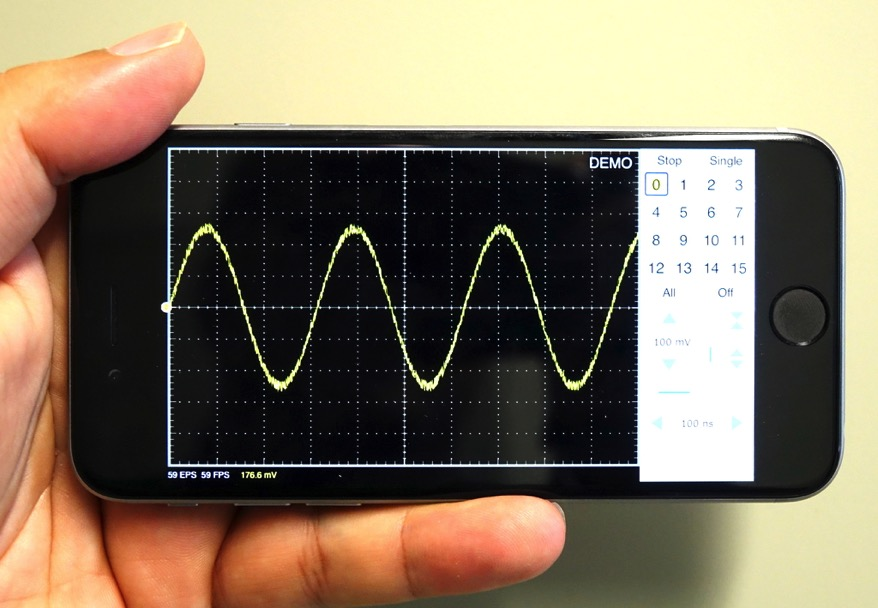 DEMO
Stop Single
0 1 2 3
4 5 6 7
8 9 10 11
12 13 14 15
All Off
100 mV
100 ns
59 EPS 59 FPS 176.6 mV